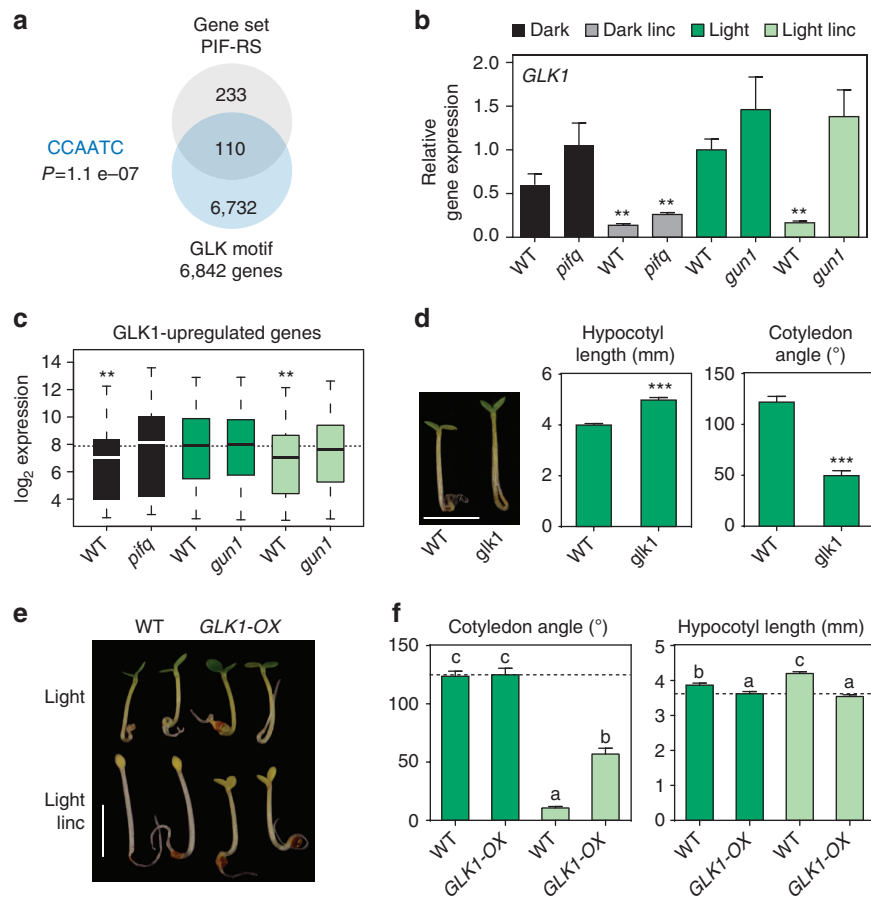 a
Gene set
PIF-RS
233
110
6,732
CCAATC
P=1.1 e–07
GLK motif
6,842 genes
b
Dark Dark linc Light Light linc
GLK1
Relative
gene expression
2.0
1.5
1.0
0.5
0.0
** ** **
WT pifq WT pifq WT gun1 WT gun1
c
GLK1-upregulated genes
log2 expression
14
12
10
8
6
4
** **
WT pifq WT gun1 WT gun1
d
WT glk1
Hypocotyl
length (mm)
6
4
2
0
***
WT glk1
Cotyledon
angle (°)
150
100
50
0
***
WT glk1
e
WT GLK1-OX
Light
Light
linc
f
Cotyledon angle (°)
150
100
50
0
c c a b
WT GLK1-OX WT GLK1-OX
Hypocotyl length (mm)
5
4
3
2
1
0
b a c a
WT GLK1-OX WT GLK1-OX